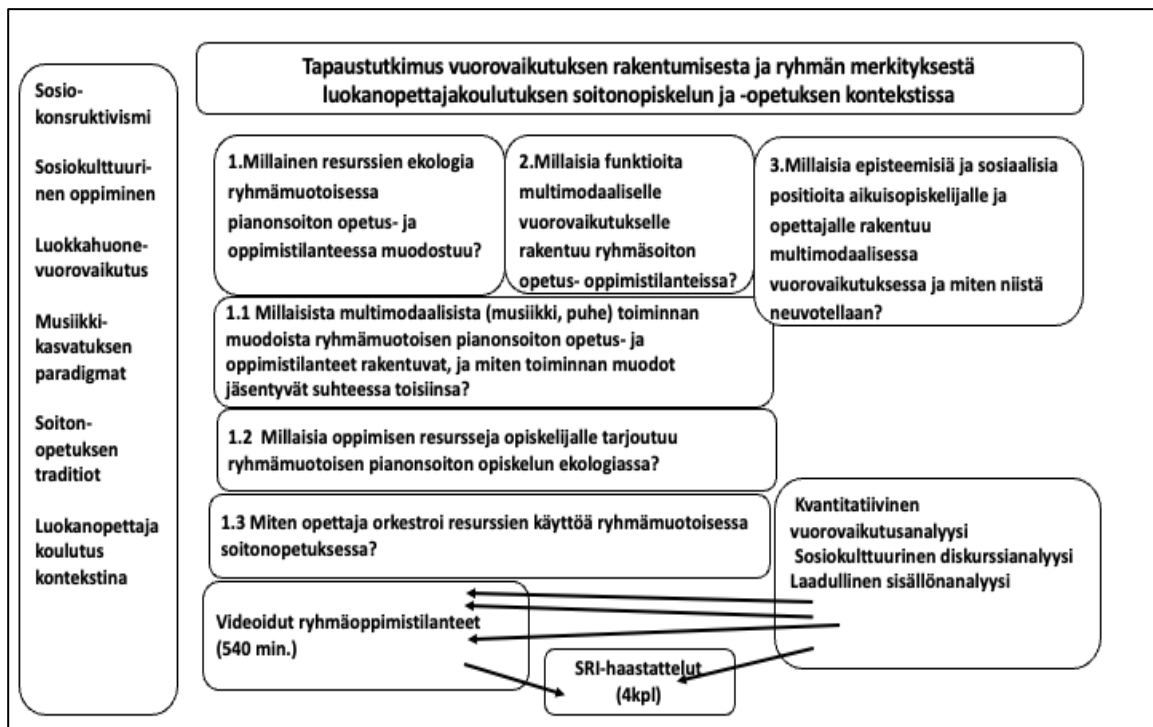 Sosio-
konsruktivismi
Sosiokulttuuri-
nen oppiminen
Luokkahuone-
vuorovaikutus
Musiikki-
kasvatuksen
paradigmat
Soiton-
opetuksen
traditiot
Luokanopettaja
koulutus
kontekstina
Tapaustutkimus vuorovaikutuksen rakentumisesta ja ryhmän merkityksestä
luokanopettajakoulutuksen soitonopiskelun ja -opetuksen kontekstissa
1.Millainen resurssien ekologia
ryhmämuotoisessa
pianonsoiton opetus- ja
oppimistilanteessa muodostuu?
2. Millaisia funktioita
multimodaaliselle
vuorovaikutukselle
rakentuu ryhmäsoiton
opetus- oppimistilanteissa?
3.Millaisia episteemisiä ja sosiaalisia
positioita aikuisopiskelijalle ja
opettajalle rakentuu
multimodaalisessa
vuorovaikutuksessa ja miten niistä
neuvotellaan?
1.1 Millaisista multimodaalisista (musiikki, puhe) toiminnan
muodoista ryhmämuotoisen pianonsoiton opetus- ja
oppimistilanteet rakentuvat, ja miten toiminnan muodot
jäsentyvät suhteessa toisiinsa?
1.2 Millaisia oppimisen resursseja opiskelijalle tarjoutuu
ryhmämuotoisen pianonsoiton opiskelun ekologiassa?
1.3 Miten opettaja orkestroi resurssien käyttöä ryhmämuotoisessa
soitonopetuksessa?
Kvantitatiivinen
vuorovaikutusanalyysi
Sosiokulttuurinen diskurssianalyysi
Laadullinen sisällönanalyysi
Videoidut ryhmäoppimistilanteet
(540 min.)
SRI-haastattelut
(4kpl)